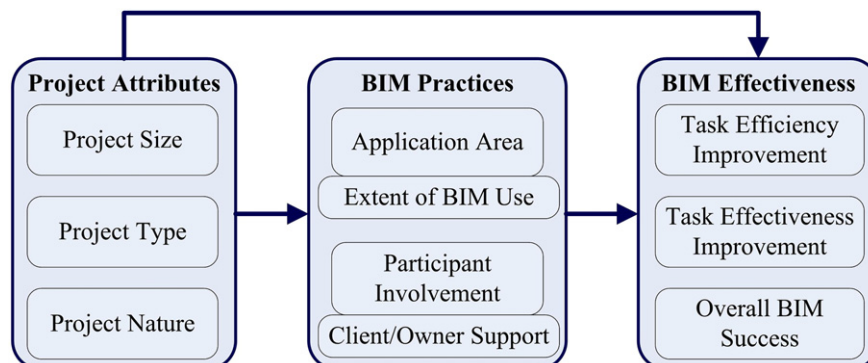 Project Attributes
Project Size
Project Type
Project Nature
BIM Practices
Application Area
Extent of BIM Use
Participant
Involvement
Client/Owner Support
BIM Effectiveness
Task Efficiency
Improvement
Task Effectiveness
Improvement
Overall BIM
Success